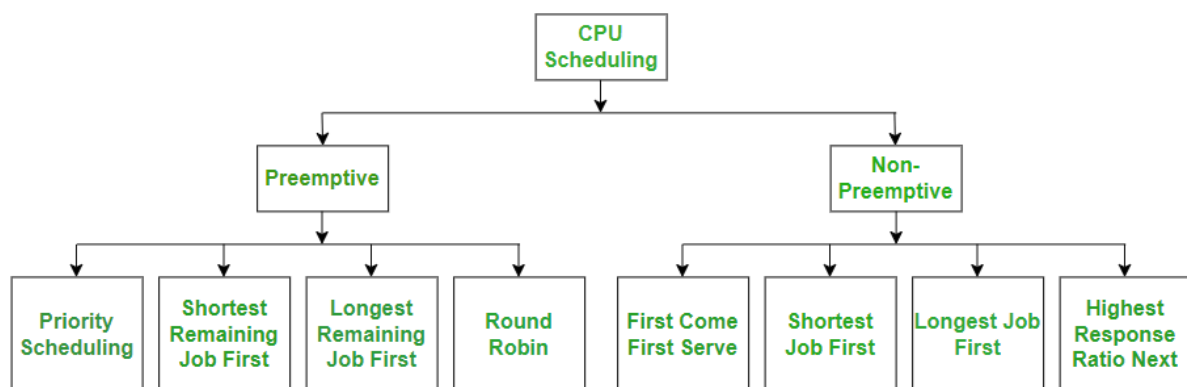 CPU
Scheduling
Preemptive
Non-
Preemptive
Priority
Scheduling
Shortest
Remaining
Job First
Longest
Remaining
Job First
Round
Robin
First Come
First Serve
Shortest
Job First
Longest Job
First
Highest
Response
Ratio Next